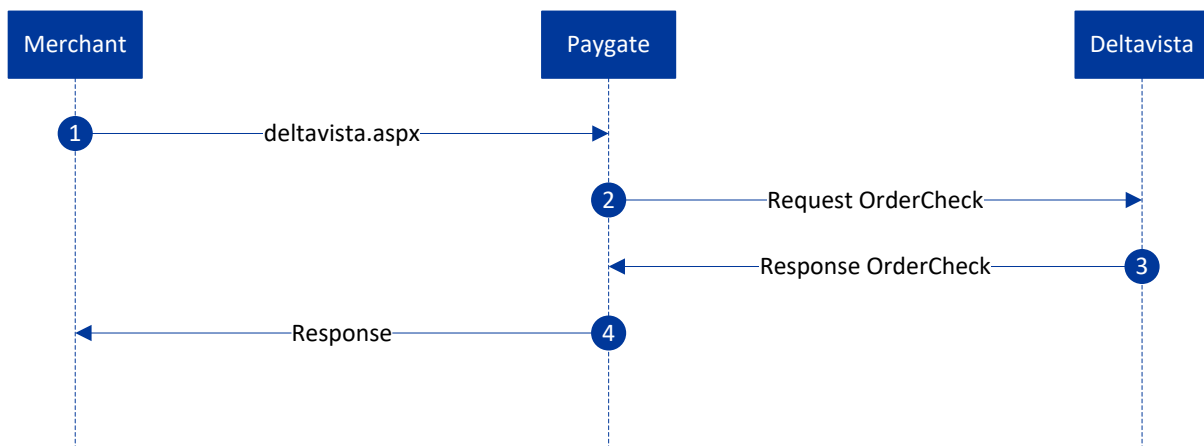 Merchant
Paygate
Deltavista
1
deltavista.aspx
2
Request OrderCheck
Response OrderCheck
3
Response
4